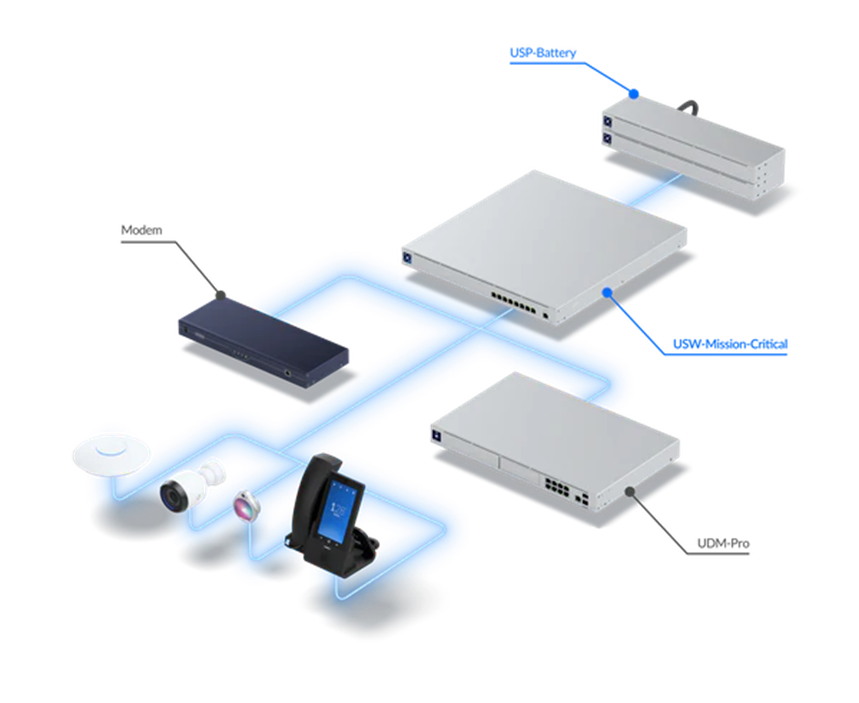 USP-Battery
Modem
USW-Mission-Critical
UDM-Pro